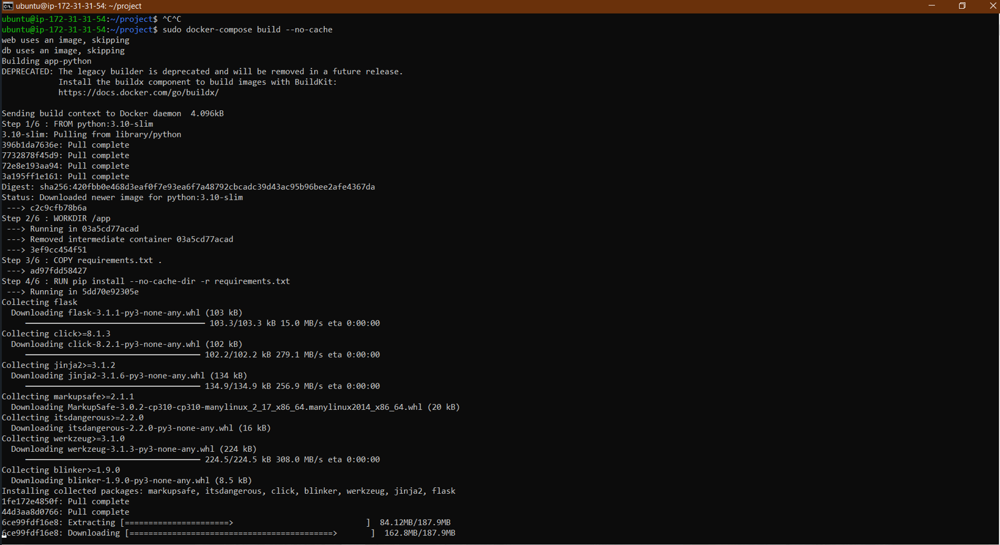 ubuntu@ip-172-31-31-54: ~/project
ubuntu@ip-172-31-31-54:~/project$ ^C^C
ubuntu@ip-172-31-31-54:~/project$ sudo docker-compose build --no-cache
web uses an image, skipping
db uses an image, skipping
Building app-python
DEPRECATED: The legacy builder is deprecated and will be removed in a future release.
            Install the buildx component to build images with BuildKit:
            https://docs.docker.com/go/buildx/

Sending build context to Docker daemon  4.096kB
Step 1/6 : FROM python:3.10-slim
3.10-slim: Pulling from library/python
396b1da7636e: Pull complete
7732878f45d9: Pull complete
72e8e193aa94: Pull complete
3a195ff1e161: Pull complete
Digest: sha256:420fbb0e468d3eaf0f7e93ea6f7a48792cbcadc39d43ac95b96bee2afe4367da
Status: Downloaded newer image for python:3.10-slim
 ---> c2c9cfb78b6a
Step 2/6 : WORKDIR /app
 ---> Running in 03a5cd77acad
 ---> Removed intermediate container 03a5cd77acad
 ---> 3ef9cc454f51
Step 3/6 : COPY requirements.txt .
 ---> ad97fdd58427
Step 4/6 : RUN pip install --no-cache-dir -r requirements.txt
 ---> Running in 5dd70e92305e
Collecting flask
  Downloading flask-3.1.1-py3-none-any.whl (103 kB)
     103.3/103.3 kB 15.0 MB/s eta 0:00:00
Collecting click>=8.1.3
  Downloading click-8.2.1-py3-none-any.whl (102 kB)
     102.2/102.2 kB 279.1 MB/s eta 0:00:00
Collecting jinja2>=3.1.2
  Downloading jinja2-3.1.6-py3-none-any.whl (134 kB)
     134.9/134.9 kB 256.9 MB/s eta 0:00:00
Collecting markupsafe>=2.1.1
  Downloading MarkupSafe-3.0.2-cp310-cp310-manylinux_2_17_x86_64.manylinux2014_x86_64.whl (20 kB)
Collecting itsdangerous>=2.2.0
  Downloading itsdangerous-2.2.0-py3-none-any.whl (16 kB)
Collecting werkzeug>=3.1.0
  Downloading werkzeug-3.1.3-py3-none-any.whl (224 kB)
     224.5/224.5 kB 308.0 MB/s eta 0:00:00
Collecting blinker>=1.9.0
  Downloading blinker-1.9.0-py3-none-any.whl (8.5 kB)
Installing collected packages: markupsafe, itsdangerous, click, blinker, werkzeug, jinja2, flask
1fe172e4850f: Pull complete
44d3aa8d0766: Pull complete
6ce99fdf16e8: Extracting [======================>                            ]  84.12MB/187.9MB
6ce99fdf16e8: Downloading [===========================================>       ]  162.8MB/187.9MB